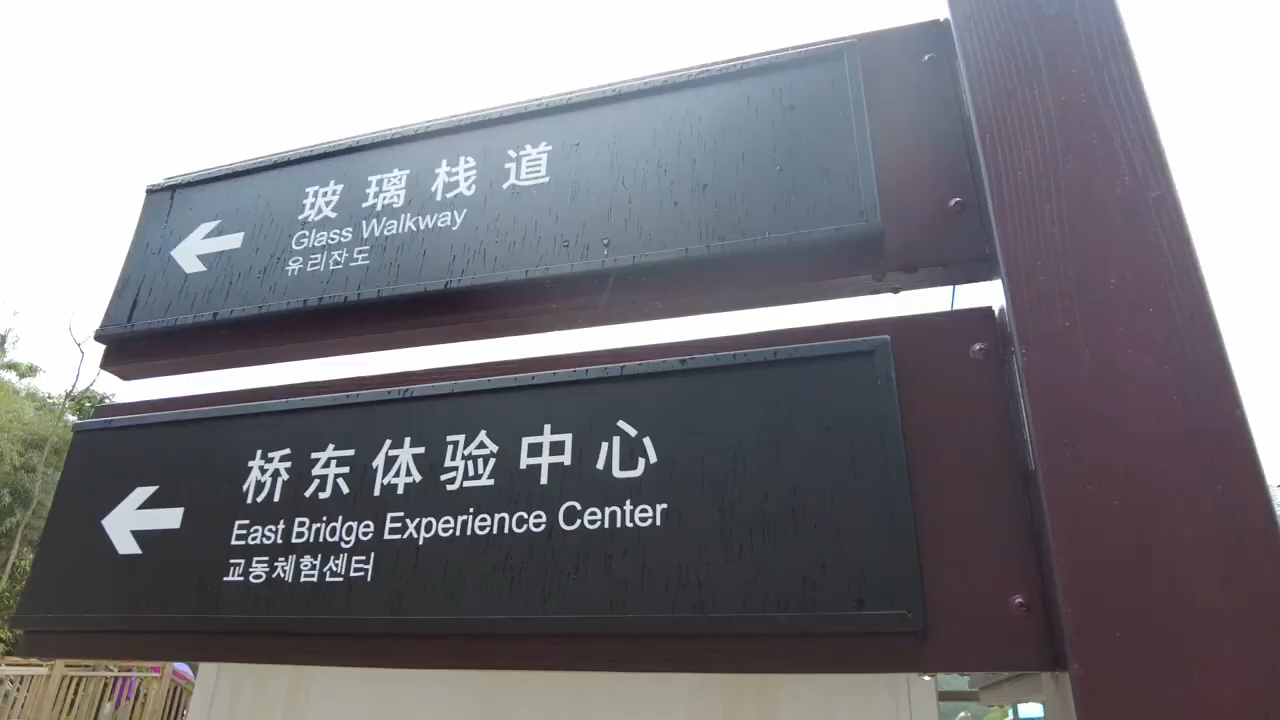 玻璃栈道
Glass Walkway
유리잔도
桥东体验中心
East Bridge Experience Center
교동체험센터